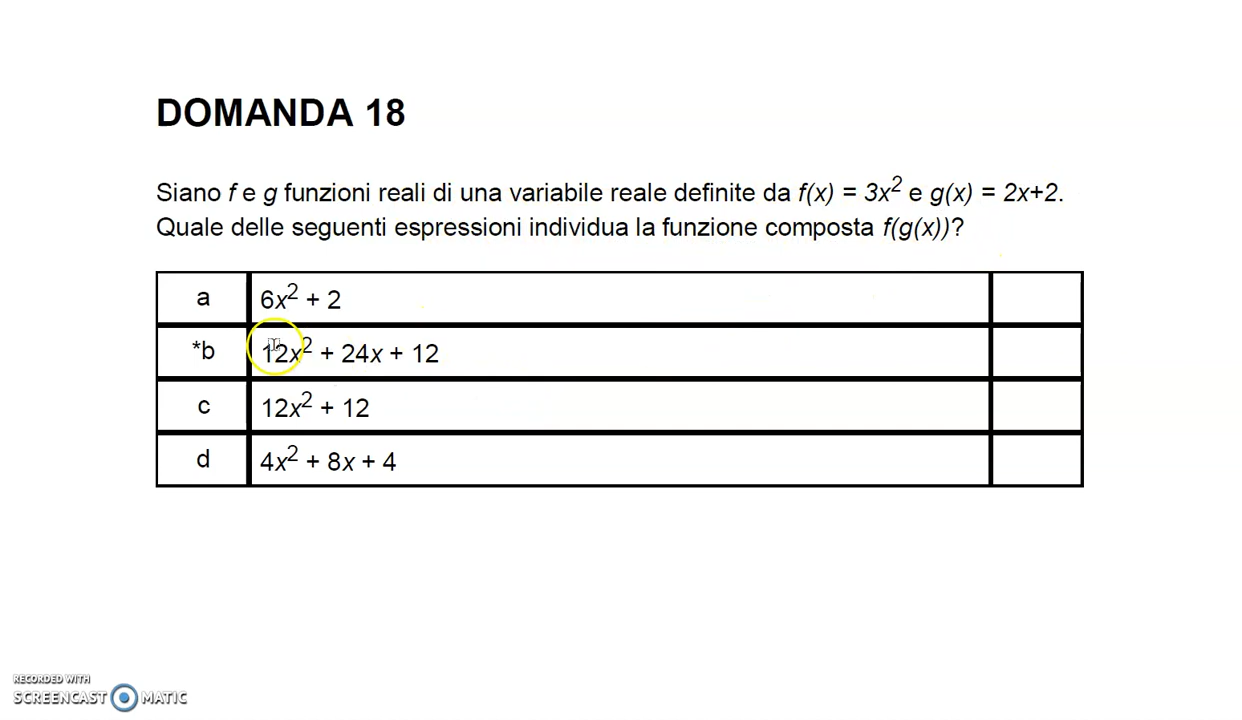 DOMANDA 18
Siano f e g funzioni reali di una variabile reale definite da f(x) = 3x² e g(x) = 2x+2.
Quale delle seguenti espressioni individua la funzione composta f(g(x))?
a 6x² + 2
*b 12x² + 24x + 12
c 12x² + 12
d 4x² + 8x + 4
RECORDED WITH
SCREENCAST MATIC